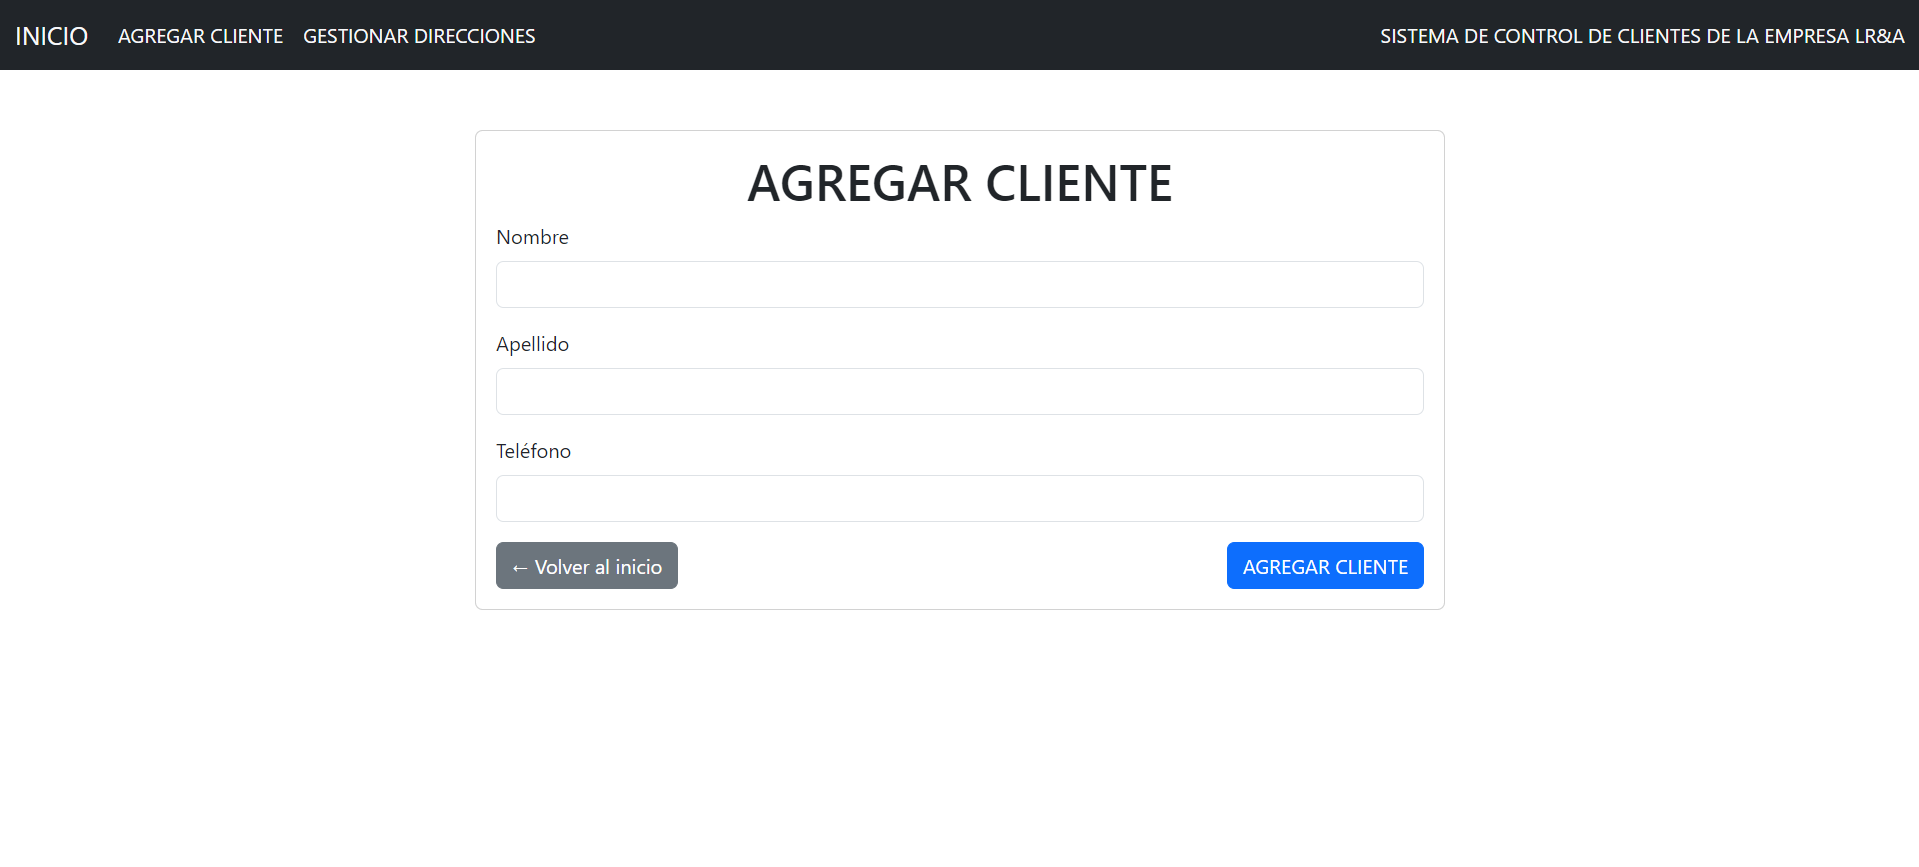 INICIO AGREGAR CLIENTE GESTIONAR DIRECCIONES SISTEMA DE CONTROL DE CLIENTES DE LA EMPRESA LR&A
AGREGAR CLIENTE
Nombre
Apellido
Teléfono
← Volver al inicio AGREGAR CLIENTE